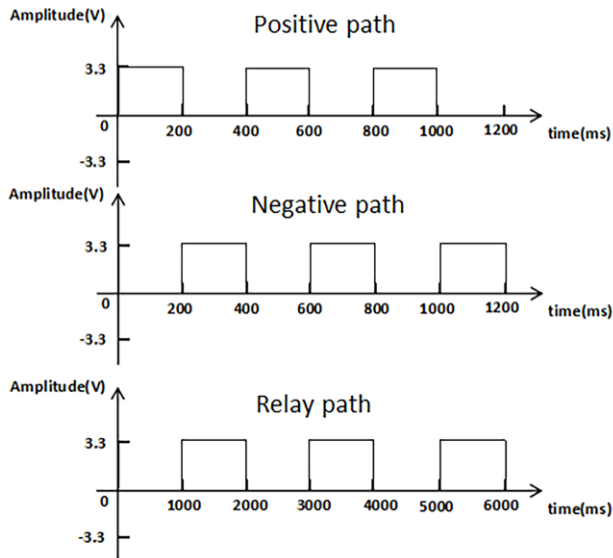 Amplitude(V)
Positive path
3.3
0
200 400 600 800 1000 1200 time(ms)
-3.3
Amplitude(V)
Negative path
3.3
0
200 400 600 800 1000 1200 time(ms)
-3.3
Amplitude(V)
Relay path
3.3
0
1000 2000 3000 4000 5000 6000 time(ms)
-3.3